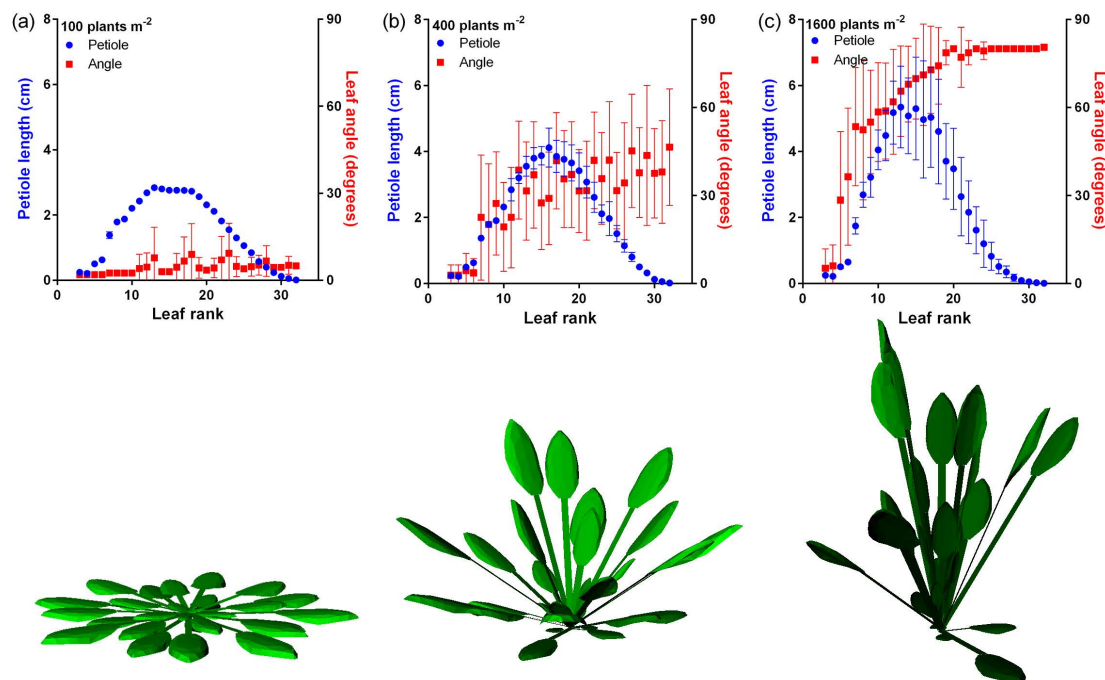 (a)
100 plants m⁻²
Petiole
Angle
Petiole length (cm)
8
6
4
2
0
90
60
30
0
Leaf angle (degrees)
0
10
20
30
Leaf rank
(b)
400 plants m⁻²
Petiole
Angle
Petiole length (cm)
8
6
4
2
0
90
60
30
0
Leaf angle (degrees)
0
10
20
30
Leaf rank
(c)
1600 plants m⁻²
Petiole
Angle
Petiole length (cm)
8
6
4
2
0
90
60
30
0
Leaf angle (degrees)
0
10
20
30
Leaf rank